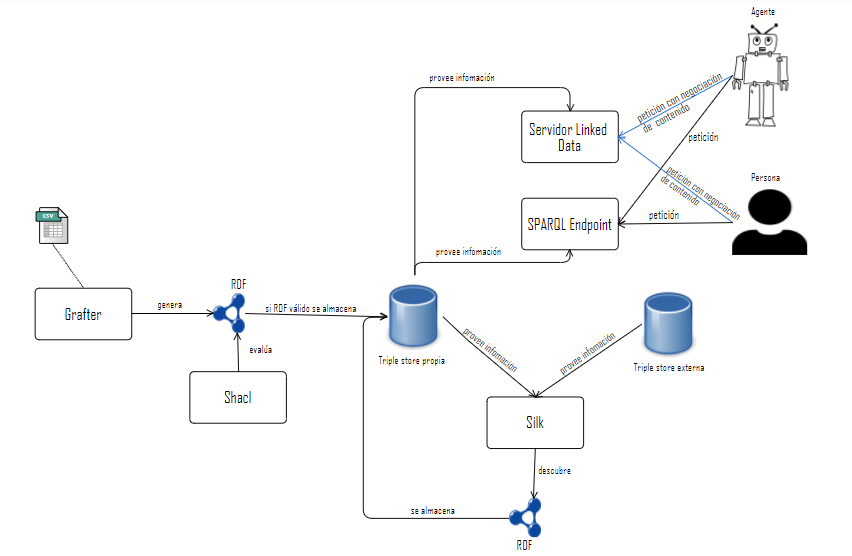 Agente
provee infomación
petición con negociación
de contenido
Servidor Linked
Data
petición
Persona
petición con negociación
de contenido
CSV
SPARQL Endpoint
petición
provee infomación
RDF
genera
si RDF válido se almacena
Grafter
evalúa
Triple store propia
provee infomación
provee infomación
Triple store externa
Shacl
Silk
descubre
se almacena
RDF